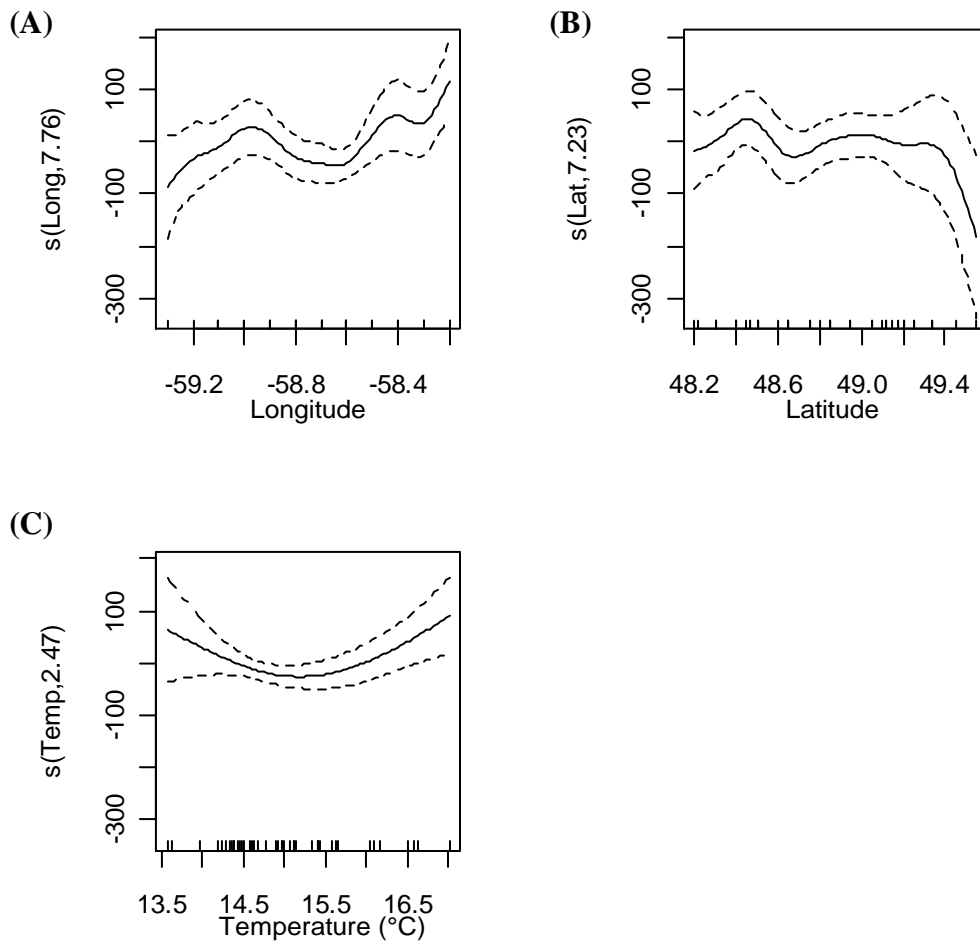 (A)
s(Long,7.76)
100
-100
-300
-59.2 -58.8 -58.4
Longitude
(B)
s(Lat,7.23)
100
-100
-300
48.2 48.6 49.0 49.4
Latitude
(C)
s(Temp,2.47)
100
-100
-300
13.5 14.5 15.5 16.5
Temperature (°C)